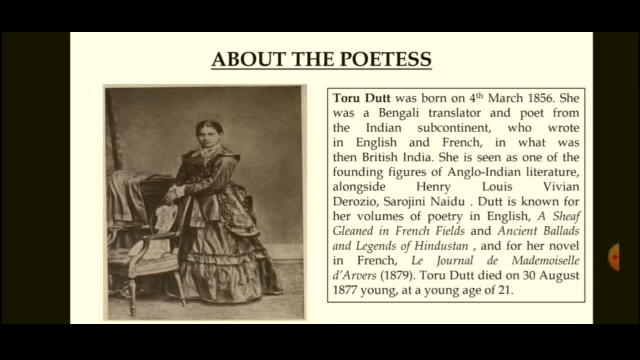 ABOUT THE POETESS
Toru Dutt was born on 4th March 1856. She
was a Bengali translator and poet from
the Indian subcontinent, who wrote
in English and French, in what was
then British India. She is seen as one of the
founding figures of Anglo-Indian literature,
alongside Henry Louis Vivian
Derozio, Sarojini Naidu . Dutt is known for
her volumes of poetry in English, A Sheaf
Gleaned in French Fields and Ancient Ballads
and Legends of Hindustan , and for her novel
in French, Le Journal de Mademoiselle
d'Arvers (1879). Toru Dutt died on 30 August
1877 young, at a young age of 21.